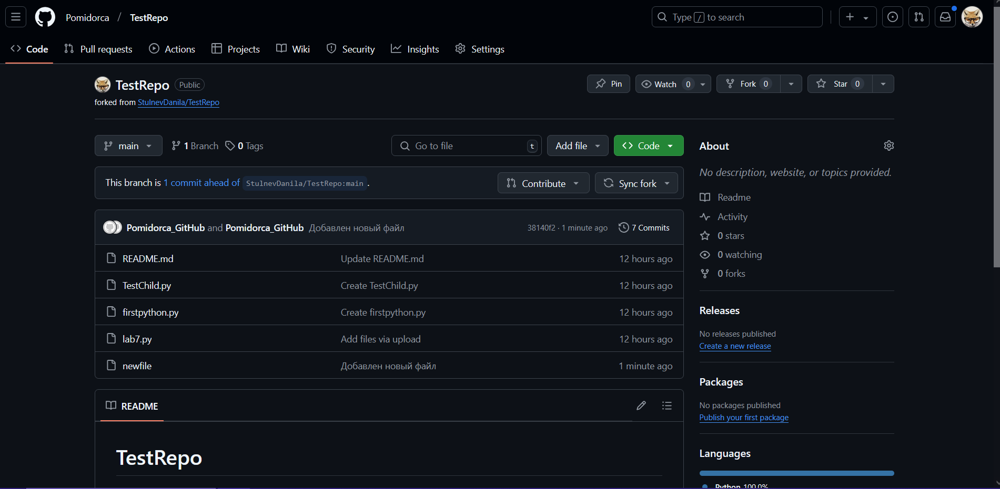 Pomidorca / TestRepo
Type / to search
Code Pull requests Actions Projects Wiki Security Insights Settings
TestRepo Public
Pin Watch 0 Fork 0 Star 0
forked from StulnevDanila/TestRepo
main 1 Branch 0 Tags
Go to file t
Add file
Code
This branch is 1 commit ahead of StulnevDanila/TestRepo:main .
Contribute
Sync fork
Pomidorca_GitHub and Pomidorca_GitHub Добавлен новый файл 38140f2 · 1 minute ago 7 Commits
README.md Update README.md 12 hours ago
TestChild.py Create TestChild.py 12 hours ago
firstpython.py Create firstpython.py 12 hours ago
lab7.py Add files via upload 12 hours ago
newfile Добавлен новый файл 1 minute ago
README
TestRepo
About
No description, website, or topics provided.
Readme
Activity
0 stars
0 watching
0 forks
Releases
No releases published
Create a new release
Packages
No packages published
Publish your first package
Languages
Python 100.0%